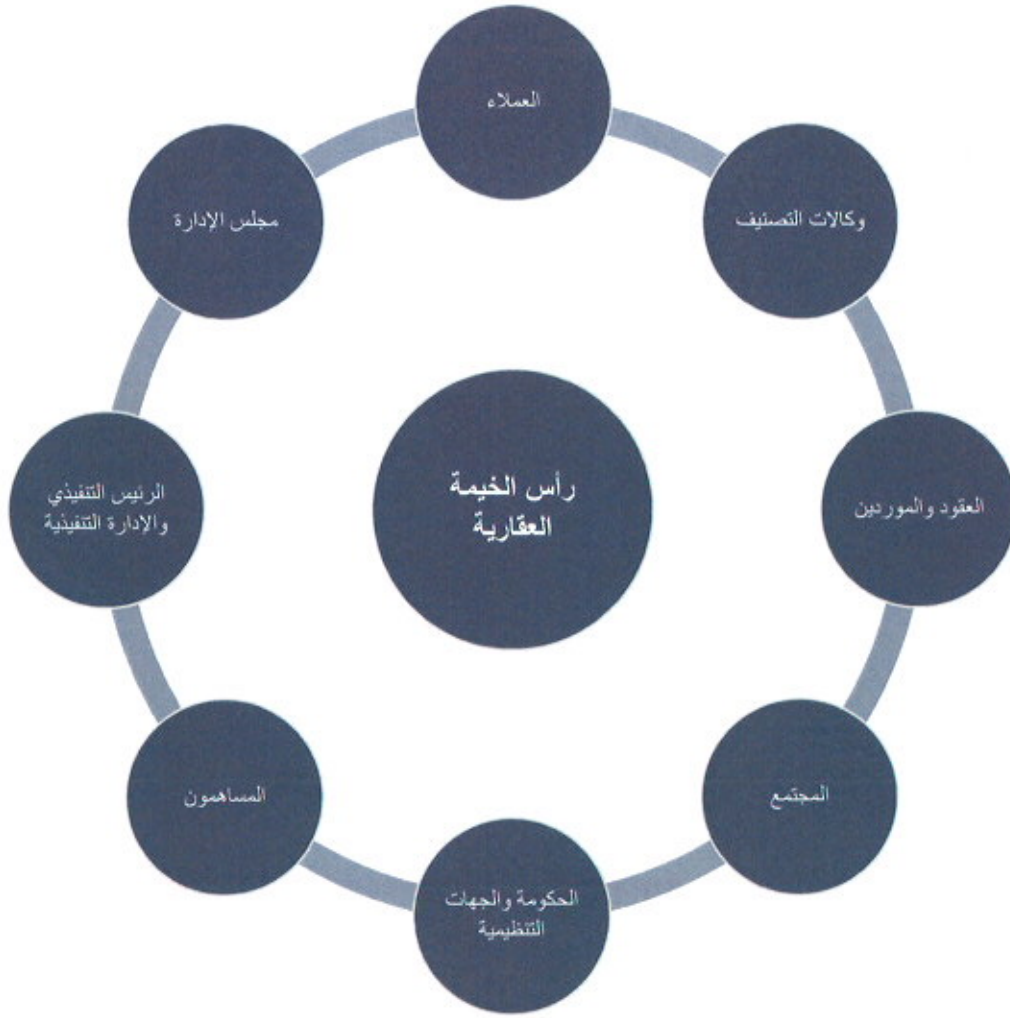 العملاء
وكالات التصنيف
العقود والموردين
المجتمع
الحكومة والجهات
التنظيمية
المساهمون
الرئيس التنفيذي
والإدارة التنفيذية
مجلس الإدارة
رأس الخيمة
العقارية